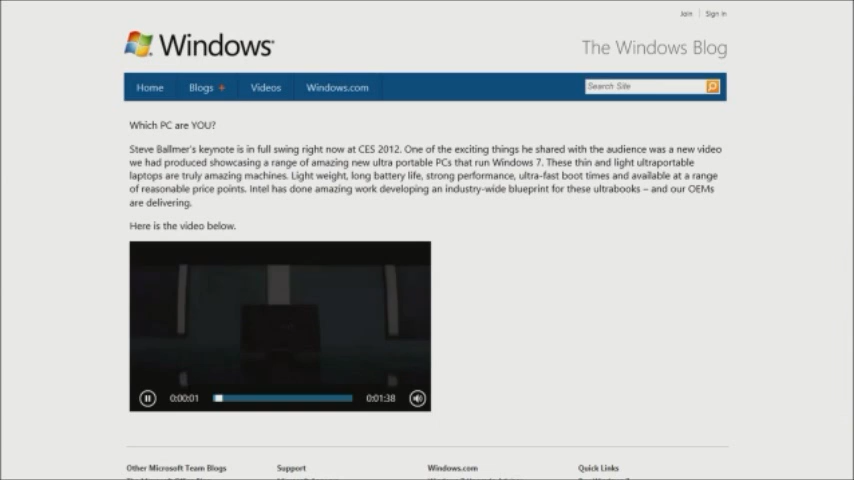 Join | Sign In
Windows
The Windows Blog
Home Blogs + Videos Windows.com Search Site
Which PC are YOU?
Steve Ballmer's keynote is in full swing right now at CES 2012. One of the exciting things he shared with the audience was a new video
we had produced showcasing a range of amazing new ultra portable PCs that run Windows 7. These thin and light ultraportable
laptops are truly amazing machines. Light weight, long battery life, strong performance, ultra-fast boot times and available at a range
of reasonable price points. Intel has done amazing work developing an industry-wide blueprint for these ultrabooks – and our OEMs
are delivering.
Here is the video below.
0:00:01 0:01:38
Other Microsoft Team Blogs Support Windows.com Quick Links